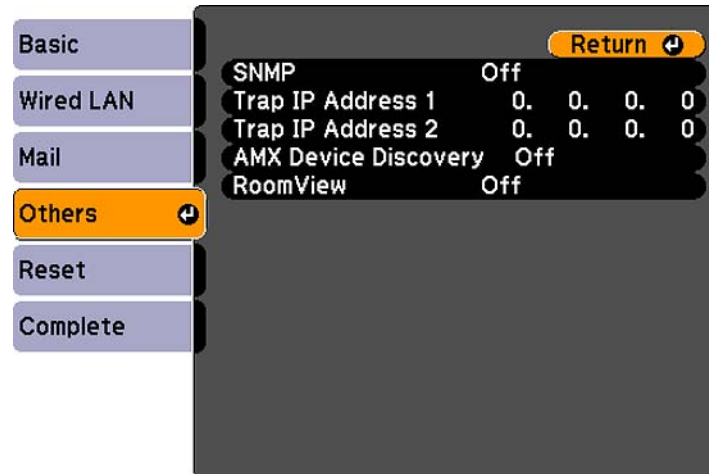 Basic
Wired LAN
Mail
Others
Reset
Complete
Return
SNMP Off
Trap IP Address 1 0. 0. 0. 0
Trap IP Address 2 0. 0. 0. 0
AMX Device Discovery Off
RoomView Off